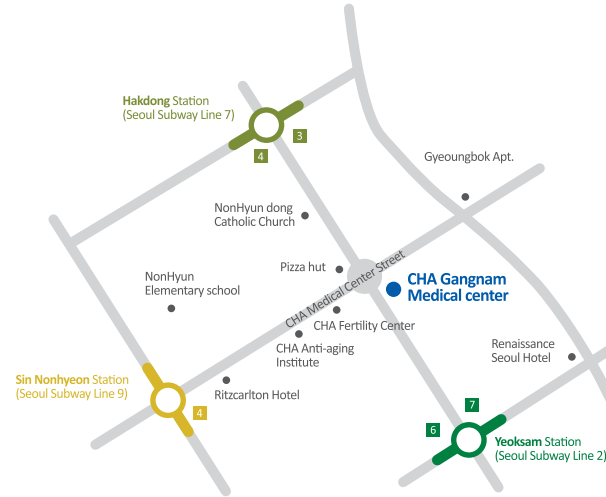 Hakdong Station
(Seoul Subway Line 7)
3
4
Gyeoungbok Apt.
NonHyun dong
Catholic Church
Pizza hut
CHA Medical Center Street
CHA Gangnam
Medical center
NonHyun
Elementary school
CHA Fertility Center
CHA Anti-aging
Institute
Renaissance
Seoul Hotel
Sin Nonhyeon Station
(Seoul Subway Line 9)
Ritzcarlton Hotel
4
7
6
Yeoksam Station
(Seoul Subway Line 2)